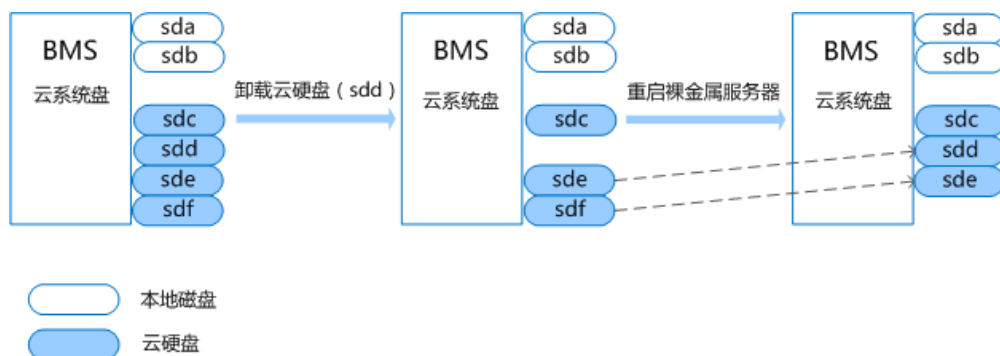 BMS
云系统盘
sda
sdb
sdc
sdd
sde
sdf
卸载云硬盘（sdd）
BMS
云系统盘
sda
sdb
sdc
sde
sdf
重启裸金属服务器
BMS
云系统盘
sda
sdb
sdc
sdd
sde
本地磁盘
云硬盘